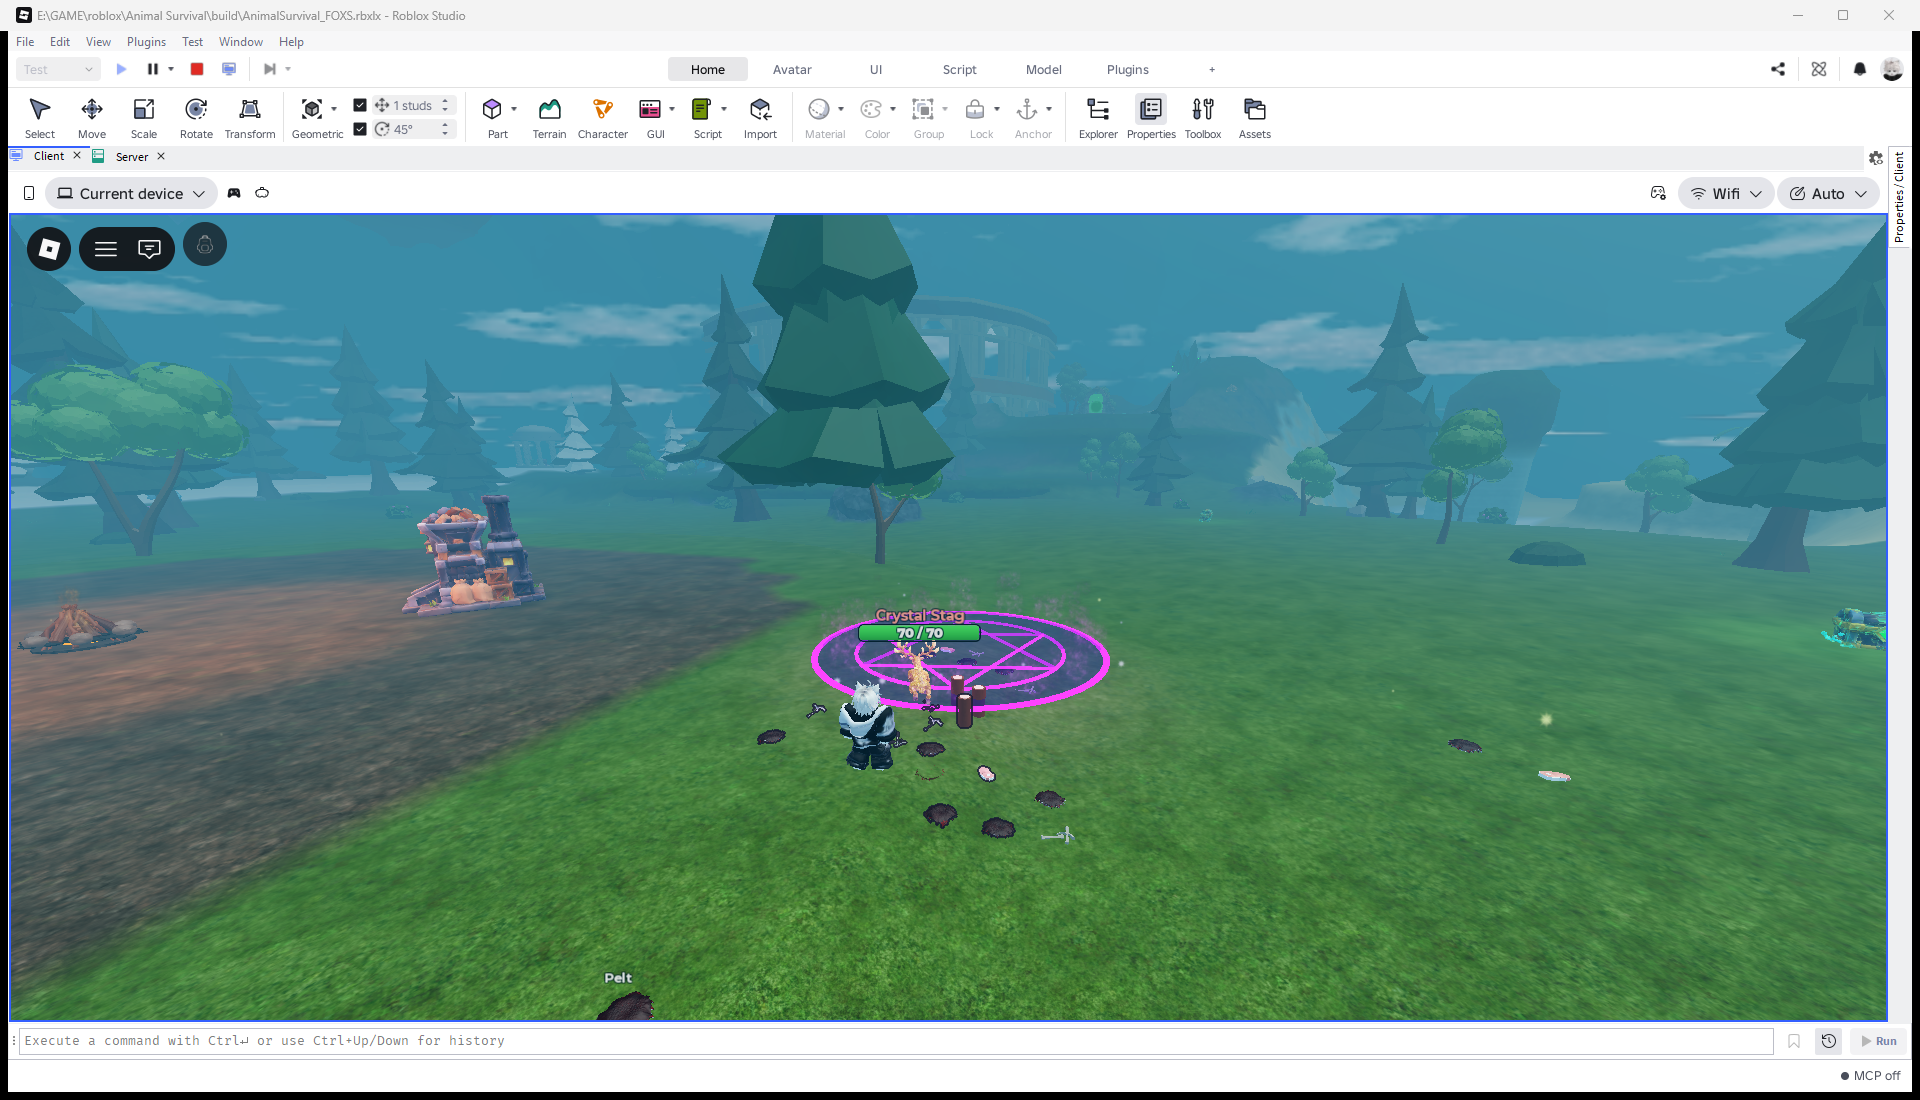 E:\GAME\roblox\Animal Survival\build\AnimalSurvival_FOXS.rbxlx - Roblox Studio
File Edit View Plugins Test Window Help
Test Home Avatar UI Script Model Plugins +
1 studs
45°
Select Move Scale Rotate Transform Geometric Part Terrain Character GUI Script Import Material Color Group Lock Anchor Explorer Properties Toolbox Assets
Client Server
Properties / Client
Current device Wifi Auto
Crystal Stag
70 / 70
Pelt
Execute a command with Ctrl↵ or use Ctrl+Up/Down for history
Run
MCP off